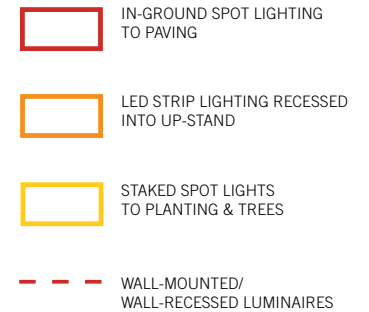 IN-GROUND SPOT LIGHTING
TO PAVING
LED STRIP LIGHTING RECESSED
INTO UP-STAND
STAKED SPOT LIGHTS
TO PLANTING & TREES
WALL-MOUNTED/
WALL-RECESSED LUMINAIRES